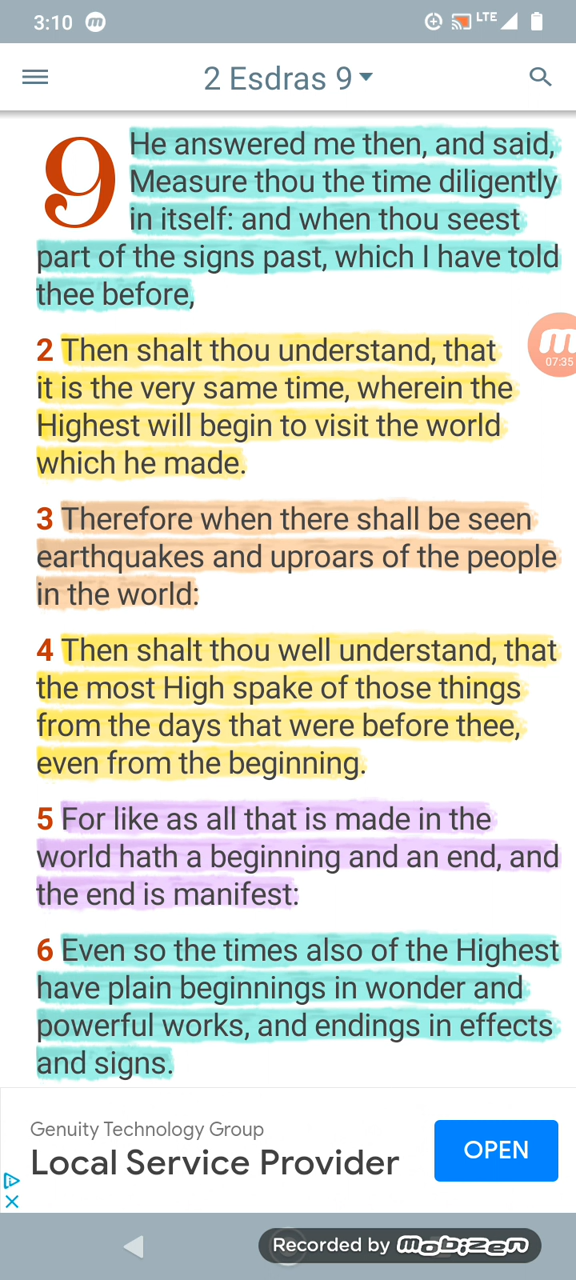 3:10 m LTE
2 Esdras 9
9 He answered me then, and said,
Measure thou the time diligently
in itself: and when thou seest
part of the signs past, which I have told
thee before,
2 Then shalt thou understand, that
it is the very same time, wherein the
Highest will begin to visit the world
which he made.
m
07:35
3 Therefore when there shall be seen
earthquakes and uproars of the people
in the world:
4 Then shalt thou well understand, that
the most High spake of those things
from the days that were before thee,
even from the beginning.
5 For like as all that is made in the
world hath a beginning and an end, and
the end is manifest:
6 Even so the times also of the Highest
have plain beginnings in wonder and
powerful works, and endings in effects
and signs.
Genuity Technology Group
Local Service Provider
OPEN
Recorded by mobizen